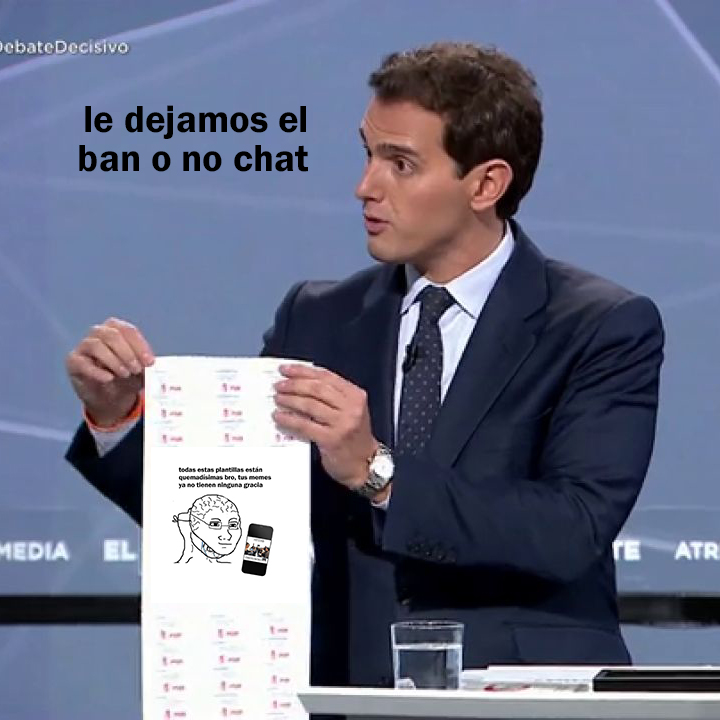 DebateDecisivo
le dejamos el
ban o no chat
todas estas plantillas están
quemadísimas bro, tus memes
ya no tienen ninguna gracia
MEDIA EL TE ATR